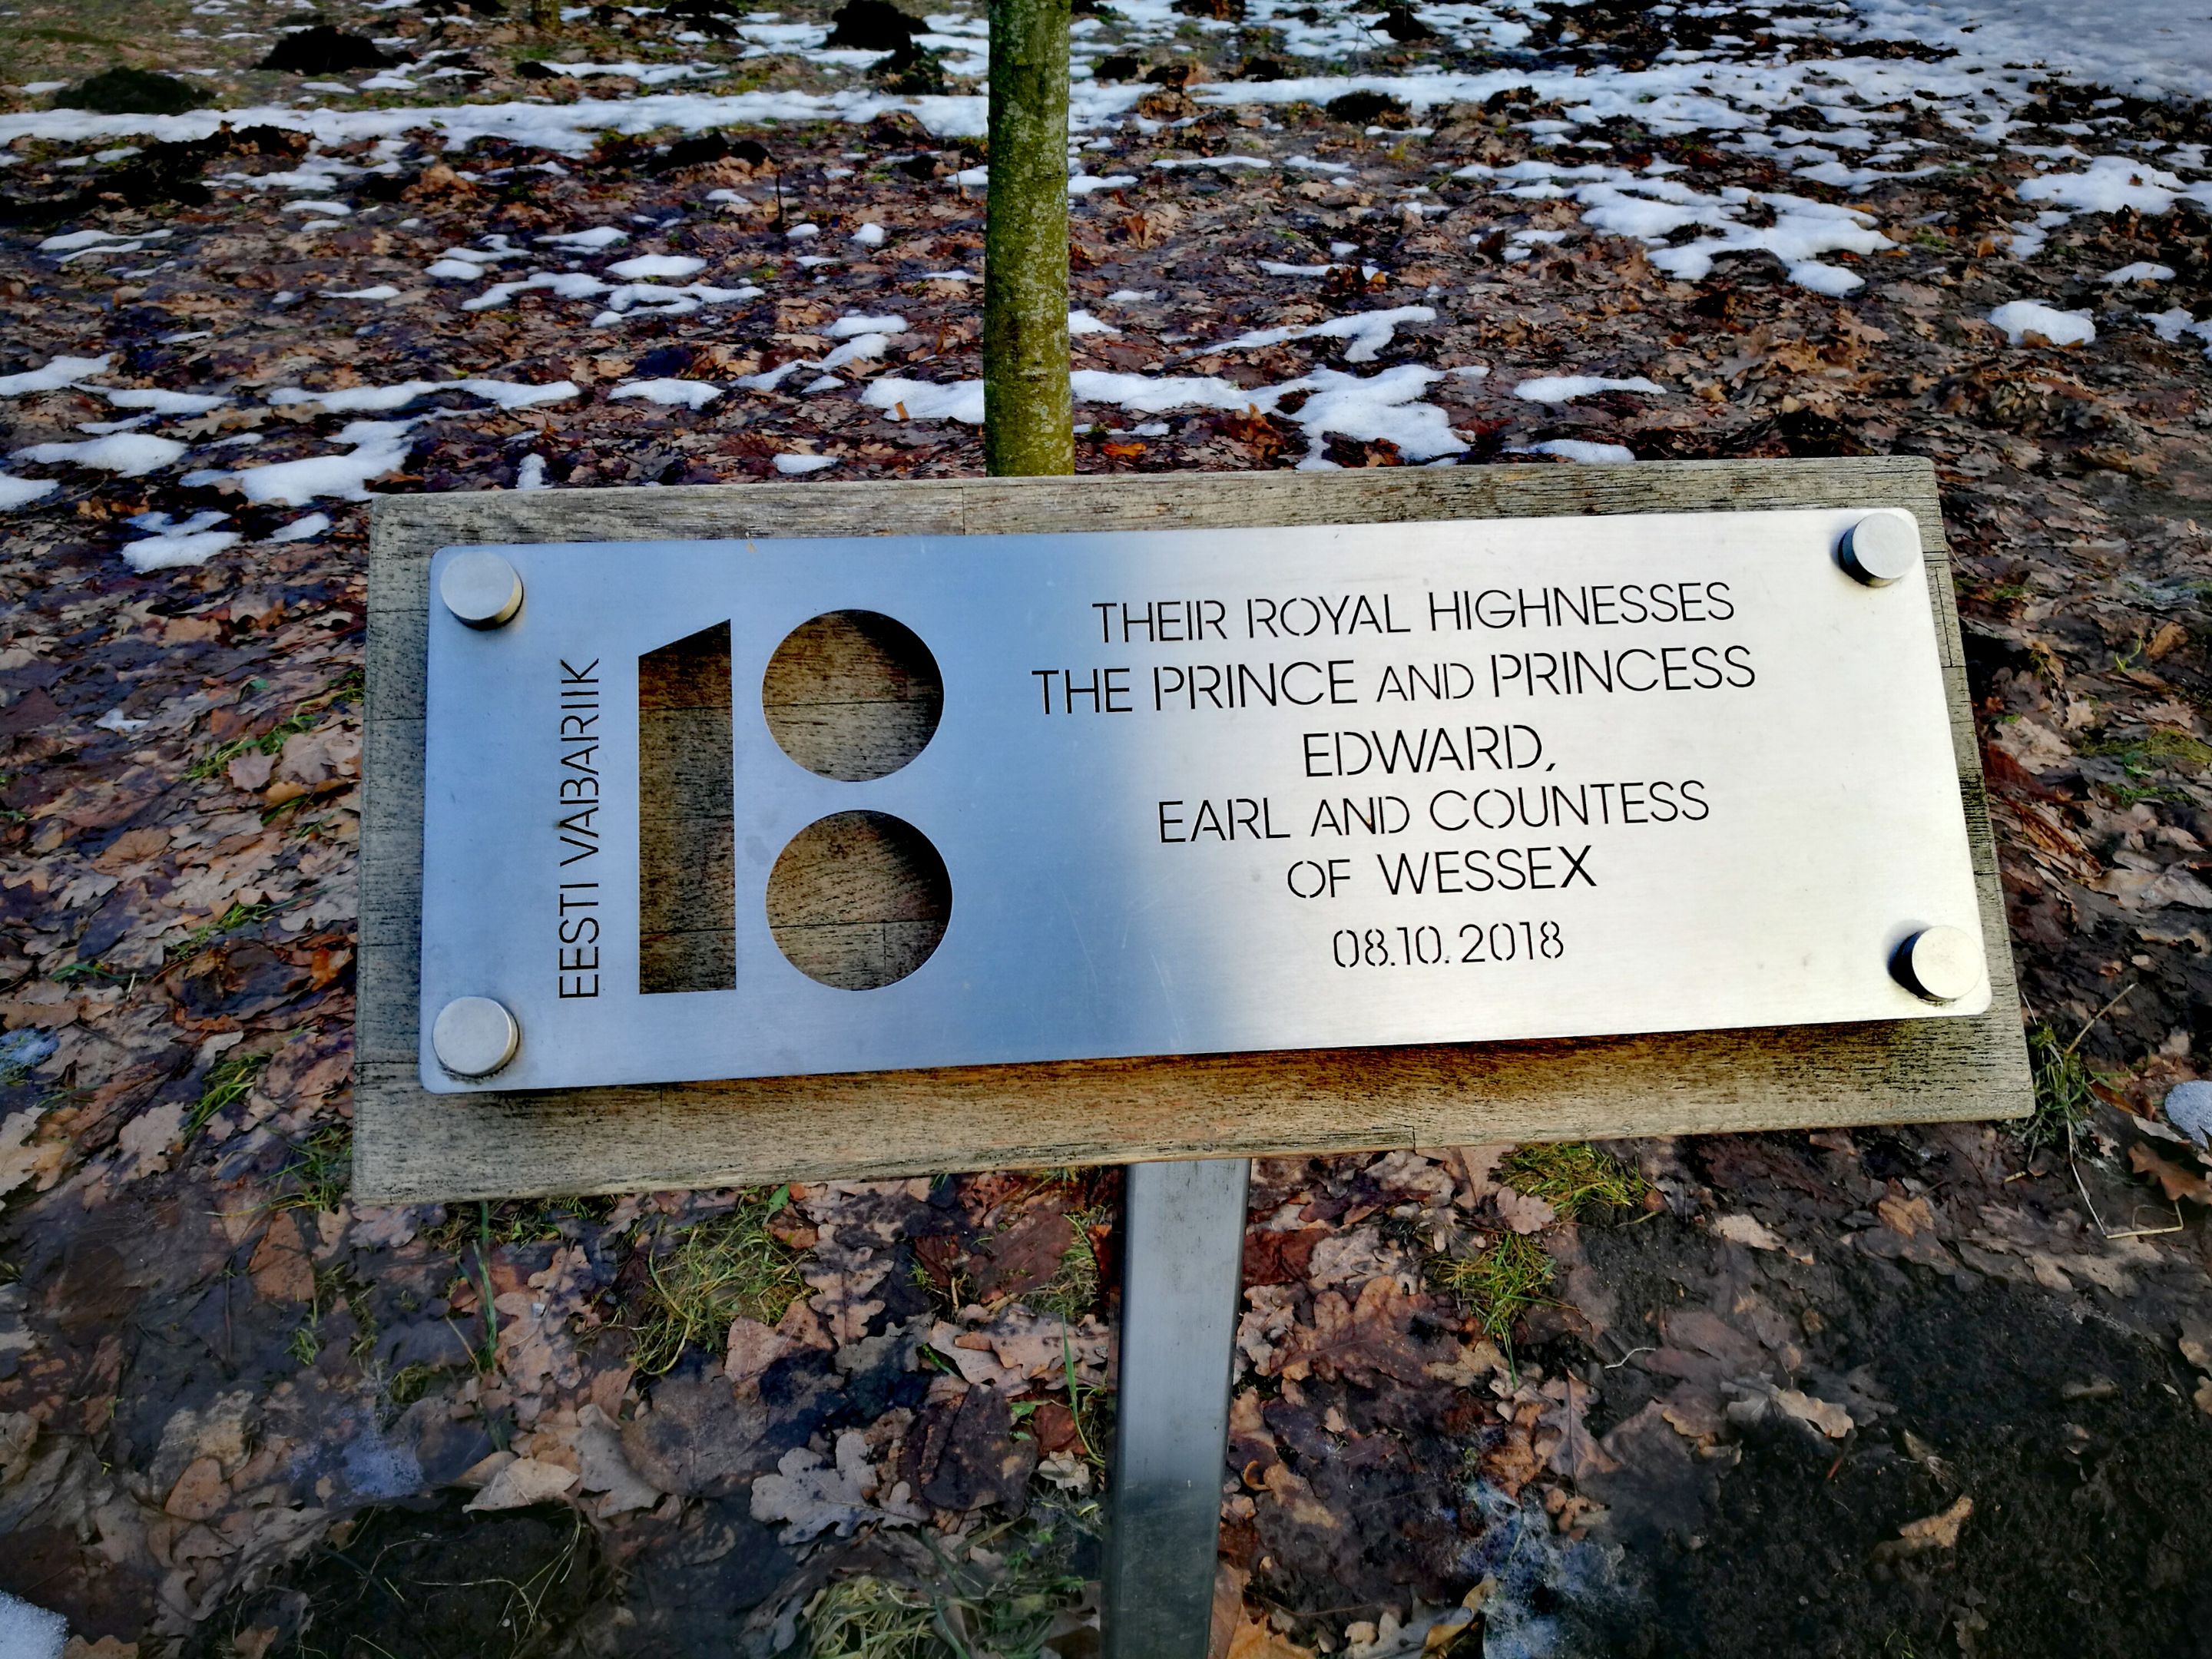 EESTI VABARIIK
100
THEIR ROYAL HIGHNESSES
THE PRINCE AND PRINCESS
EDWARD,
EARL AND COUNTESS
OF WESSEX
08.10.2018